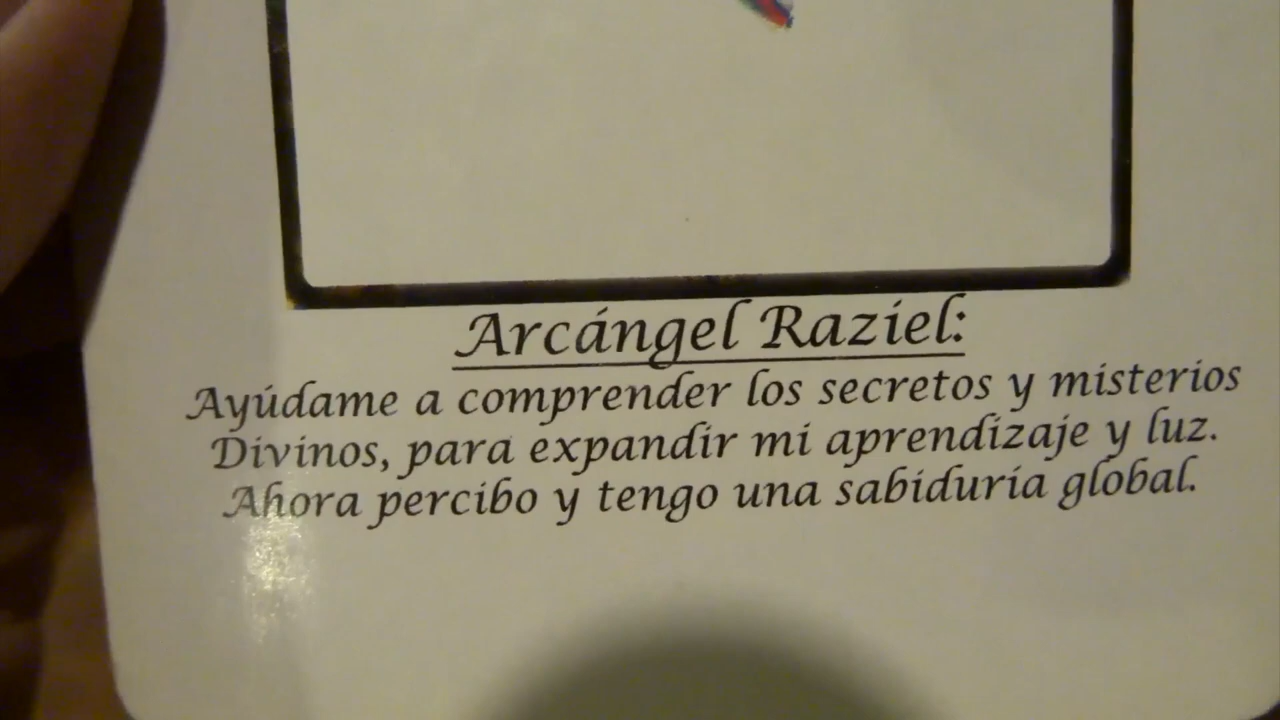 Arcángel Raziel:
Ayúdame a comprender los secretos y misterios
Divinos, para expandir mi aprendizaje y luz.
Ahora percibo y tengo una sabiduría global.